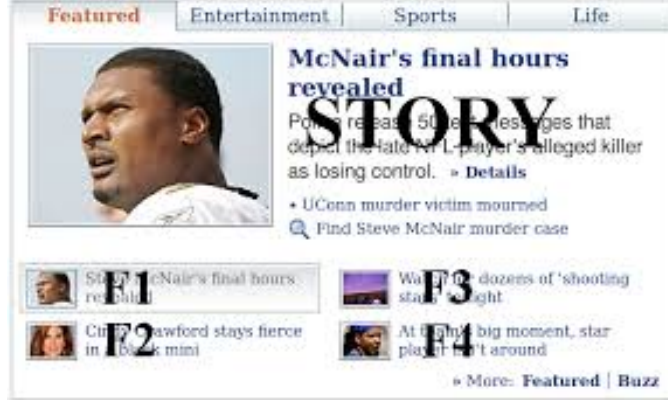 Featured Entertainment Sports Life
McNair's final hours
revealed
STORY
Police release 50 text messages that
depict the late NFL player's alleged killer
as losing control. » Details
• UConn murder victim mourned
Find Steve McNair murder case
F1
Steve McNair's final hours
revealed
F3
dozens of 'shooting
F2
stays fierce
in black mini
F4
At big moment, star
around
» More: Featured | Buzz